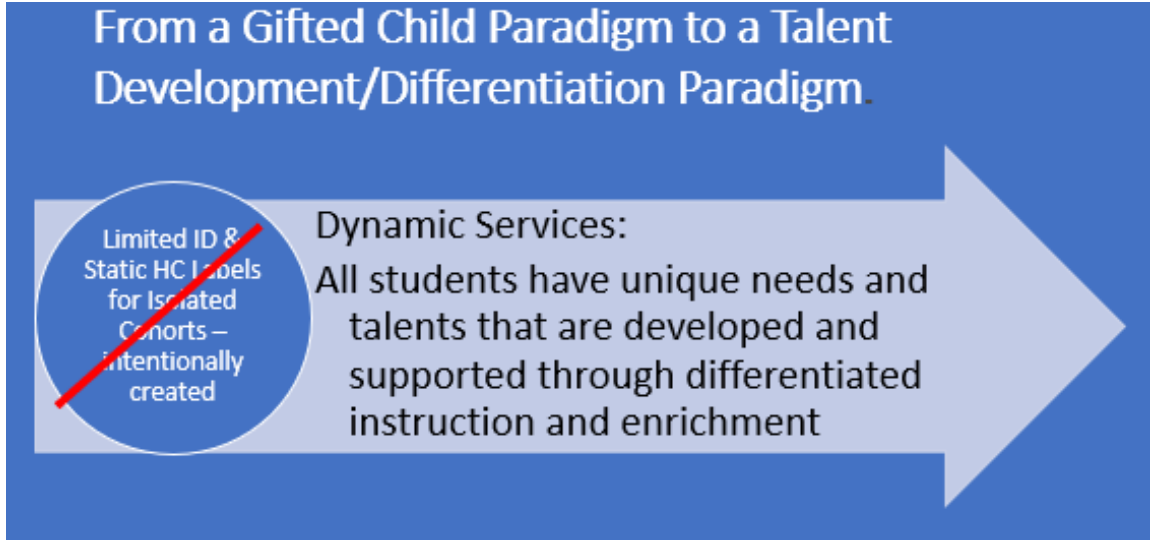 From a Gifted Child Paradigm to a Talent
Development/Differentiation Paradigm.
Limited ID &
Static HC Labels
for Isolated
Cohorts –
intentionally
created
Dynamic Services:
All students have unique needs and
talents that are developed and
supported through differentiated
instruction and enrichment